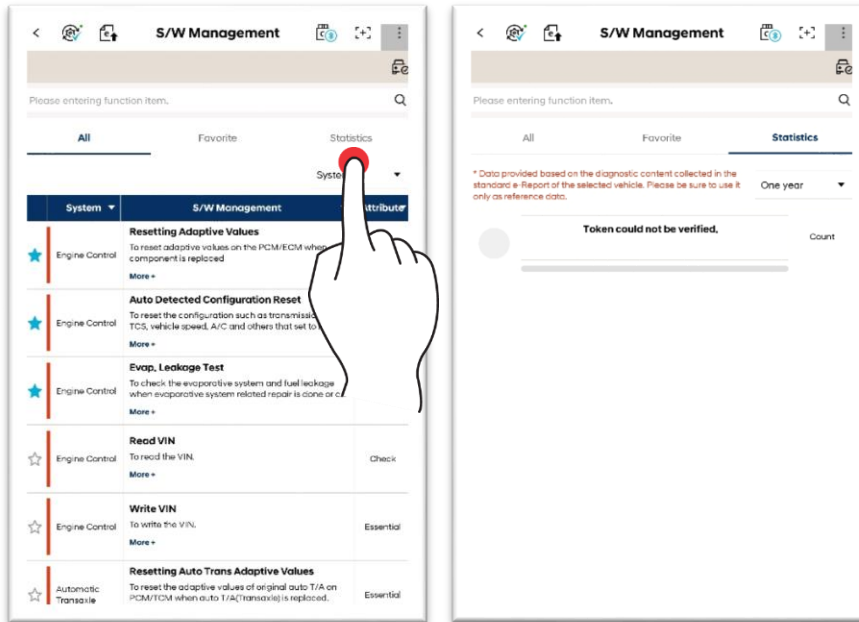 S/W Management
Please entering function item.
All Favorite Statistics
System S/W Management Attribute
Resetting Adaptive Values
Engine Control To reset adaptive values on the PCM/ECM when
component is replaced
More +
Auto Detected Configuration Reset
Engine Control To reset the configuration such as
TCS, vehicle speed, A/C and others that set to
More +
Evap, Leakage Test
Engine Control To check the evaporative system and fuel leakage
when evaporative system related repair is done or
More +
Read VIN
Engine Control To read the VIN. Check
More +
Write VIN
Engine Control To write the VIN. Essential
More +
Resetting Auto Trans Adaptive Values
Automatic Transaxle To reset the adaptive values of original auto T/A on
PCM/TCM when auto T/A(Transaxle) is replaced. Essential
S/W Management
Please entering function item.
All Favorite Statistics
* Data provided based on the diagnostic content collected in the
standard e-Report of the selected vehicle. Please be sure to use it
only as reference data.
One year
Token could not be verified, Count